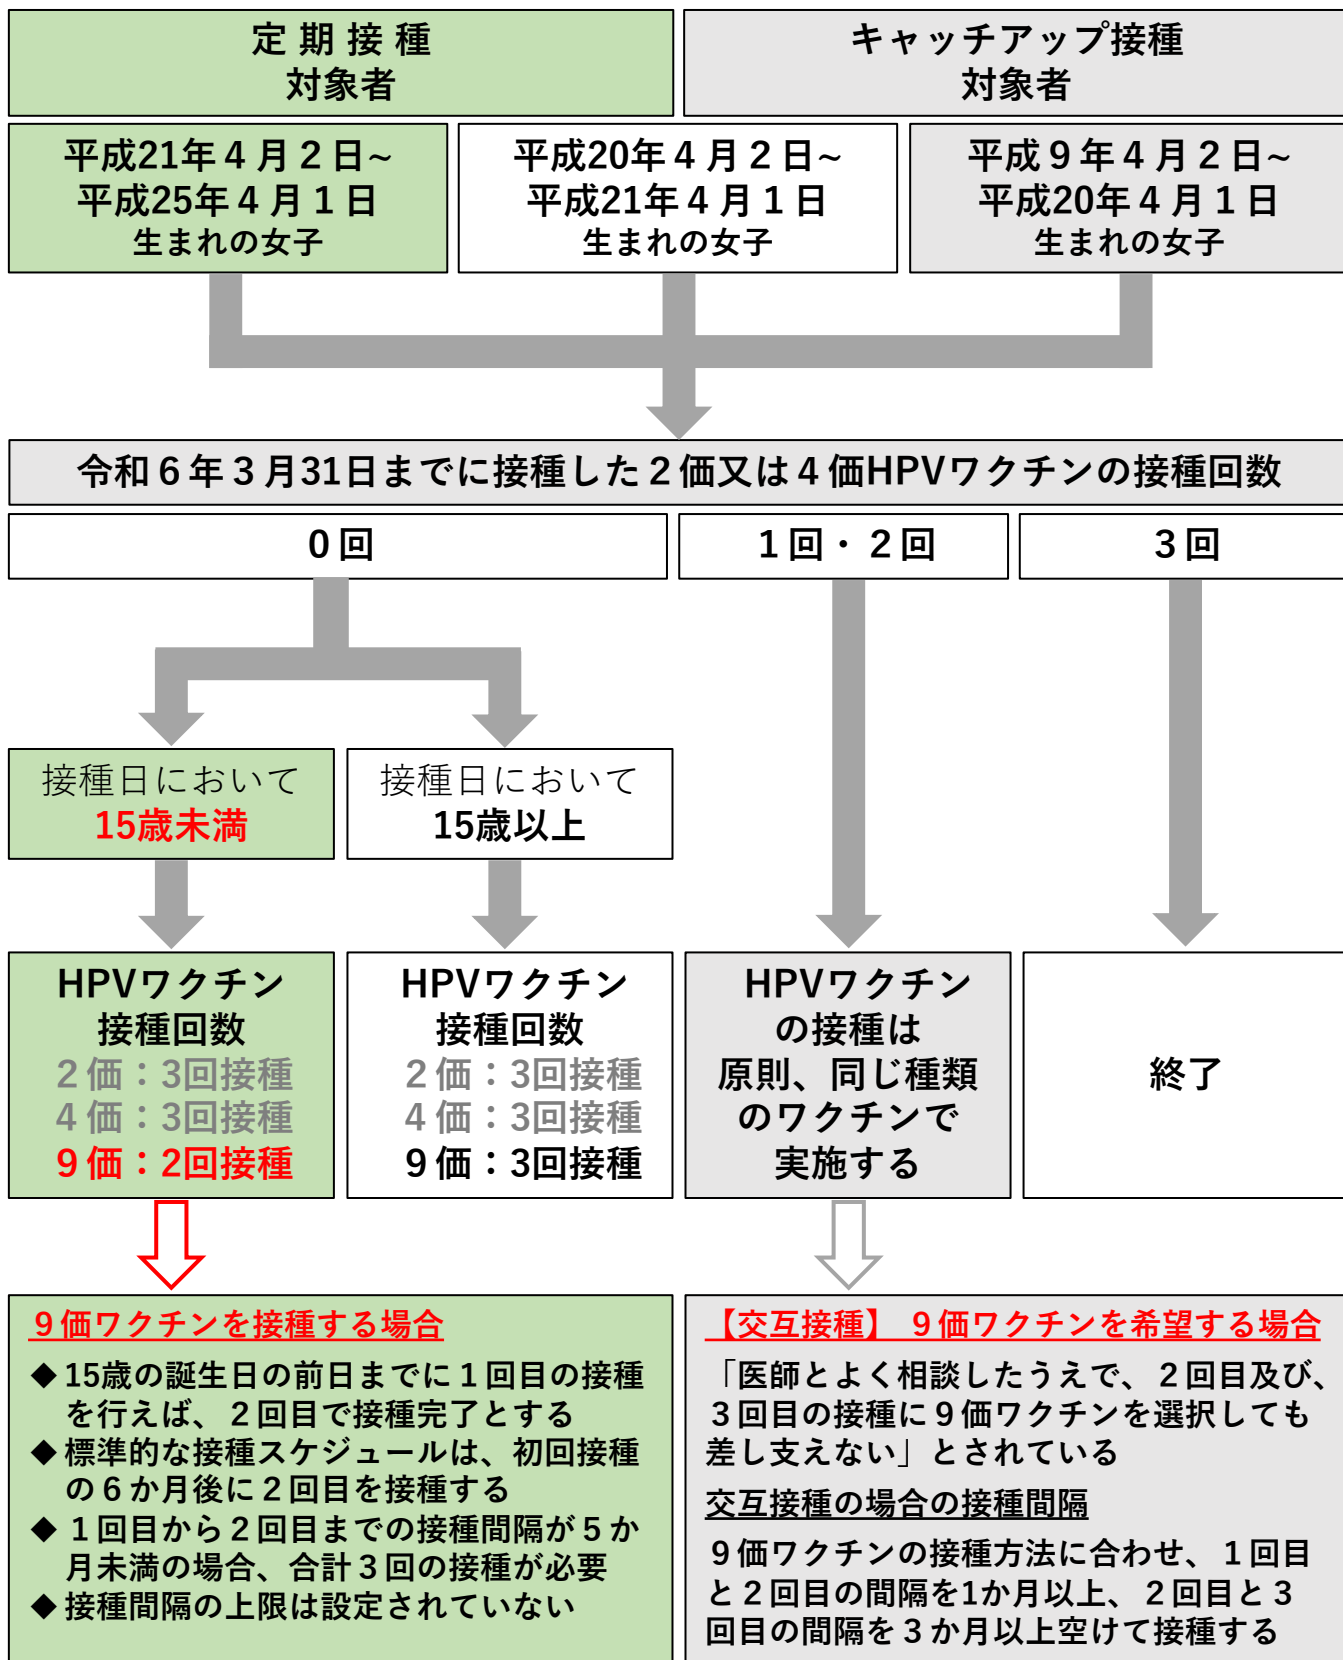 定期接種
対象者
キャッチアップ接種
対象者
平成21年４月２日~
平成25年４月１日
生まれの女子
平成20年４月２日~
平成21年４月１日
生まれの女子
平成９年４月２日~
平成20年４月１日
生まれの女子
令和６年３月31日までに接種した２価又は４価HPVワクチンの接種回数
０回
１回・２回
３回
接種日において
15歳未満
接種日において
15歳以上
HPVワクチン
接種回数
２価：3回接種
４価：3回接種
９価：2回接種
HPVワクチン
接種回数
２価：3回接種
４価：3回接種
９価：3回接種
HPVワクチン
の接種は
原則、同じ種類
のワクチンで
実施する
終了
９価ワクチンを接種する場合
◆15歳の誕生日の前日までに１回目の接種
を行えば、２回目で接種完了とする
◆標準的な接種スケジュールは、初回接種
の６か月後に２回目を接種する
◆１回目から２回目までの接種間隔が５か
月未満の場合、合計３回の接種が必要
◆接種間隔の上限は設定されていない
【交互接種】 ９価ワクチンを希望する場合
「医師とよく相談したうえで、２回目及び、
３回目の接種に９価ワクチンを選択しても
差し支えない」とされている
交互接種の場合の接種間隔
９価ワクチンの接種方法に合わせ、１回目
と２回目の間隔を1か月以上、２回目と３
回目の間隔を３か月以上空けて接種する